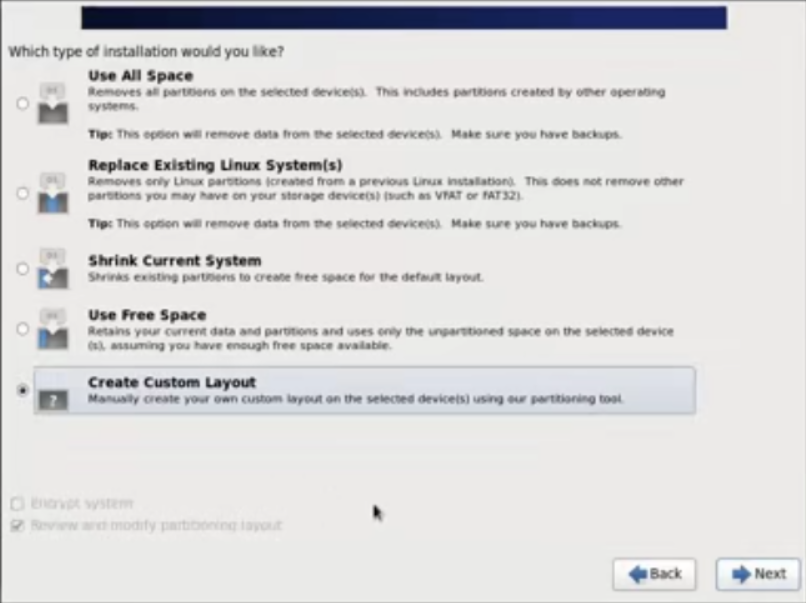 Which type of installation would you like?
Use All Space
Removes all partitions on the selected device(s). This includes partitions created by other operating
systems.
Tip: This option will remove data from the selected device(s). Make sure you have backups.
Replace Existing Linux System(s)
Removes only Linux partitions (created from a previous Linux installation). This does not remove other
partitions you may have on your storage device(s) (such as VFAT or FAT32).
Tip: This option will remove data from the selected device(s). Make sure you have backups.
Shrink Current System
Shrinks existing partitions to create free space for the default layout.
Use Free Space
Retains your current data and partitions and uses only the unpartitioned space on the selected device
(s), assuming you have enough free space available.
Create Custom Layout
? Manually create your own custom layout on the selected device(s) using our partitioning tool.
Encrypt system
Review and modify partitioning layout
Back Next